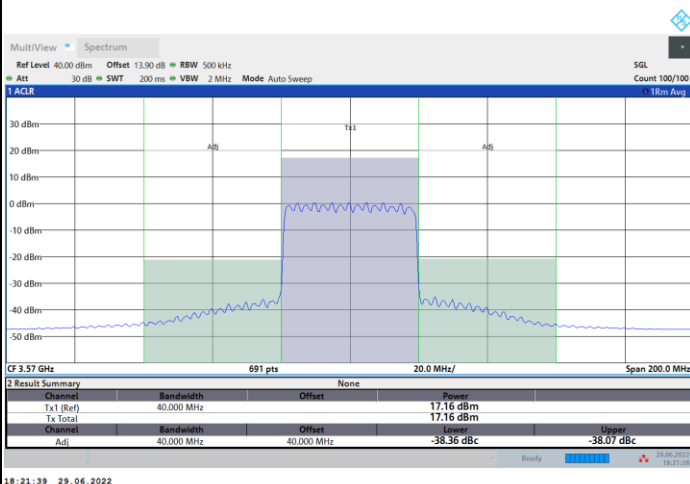 MultiView Spectrum
Ref Level 40.00 dBm Offset 13.90 dB RBW 500 kHz SGL
Att 30 dB SWT 200 ms VBW 2 MHz Mode Auto Sweep Count 100/100
1 ACLR 1Rm Avg
Tx1
30 dBm
Adj Adj
20 dBm
10 dBm
0 dBm
-10 dBm
-20 dBm
-30 dBm
-40 dBm
-50 dBm
CF 3.57 GHz 691 pts 20.0 MHz/ Span 200.0 MHz
2 Result Summary None
Channel Bandwidth Offset Power
Tx1 (Ref) 40.000 MHz 17.16 dBm
Tx Total 17.16 dBm
Channel Bandwidth Offset Lower Upper
Adj 40.000 MHz 40.000 MHz -38.36 dBc -38.07 dBc
Ready 29.06.2022
18:21:38
18:21:39 29.06.2022